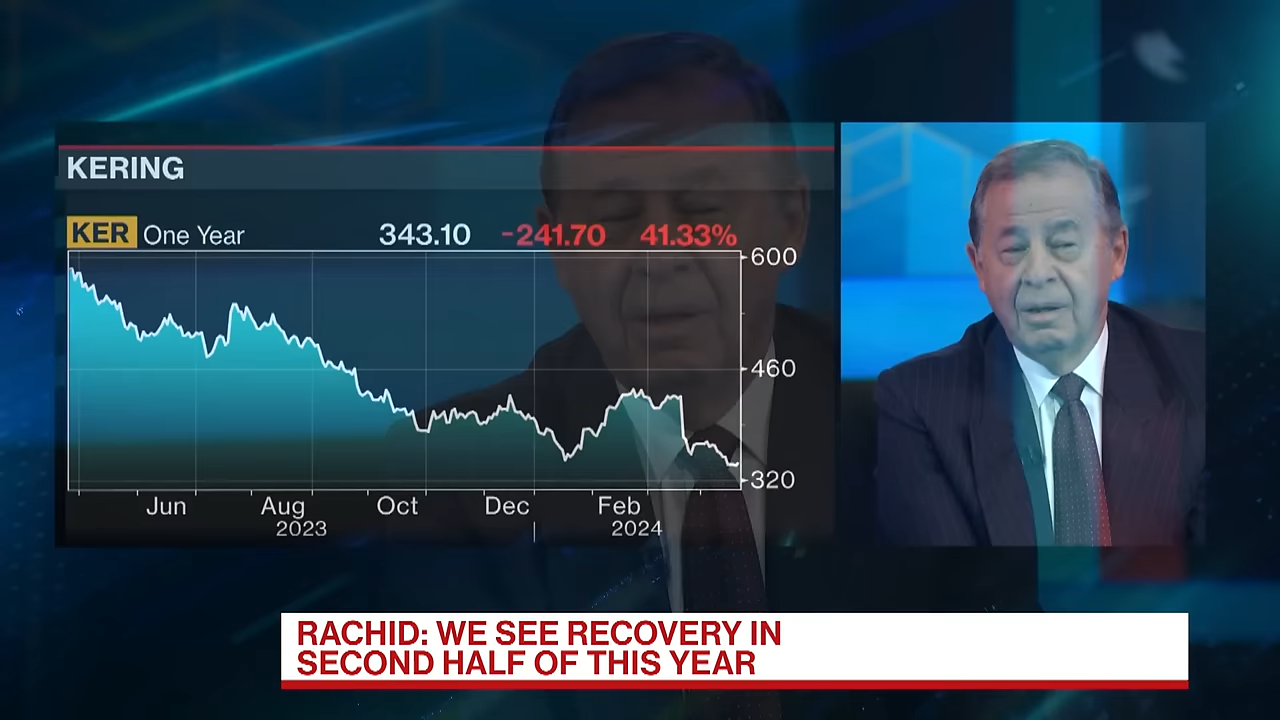 KERING
KER One Year 343.10 -241.70 41.33%
600
460
320
Jun Aug Oct Dec Feb
2023 2024
RACHID: WE SEE RECOVERY IN
SECOND HALF OF THIS YEAR